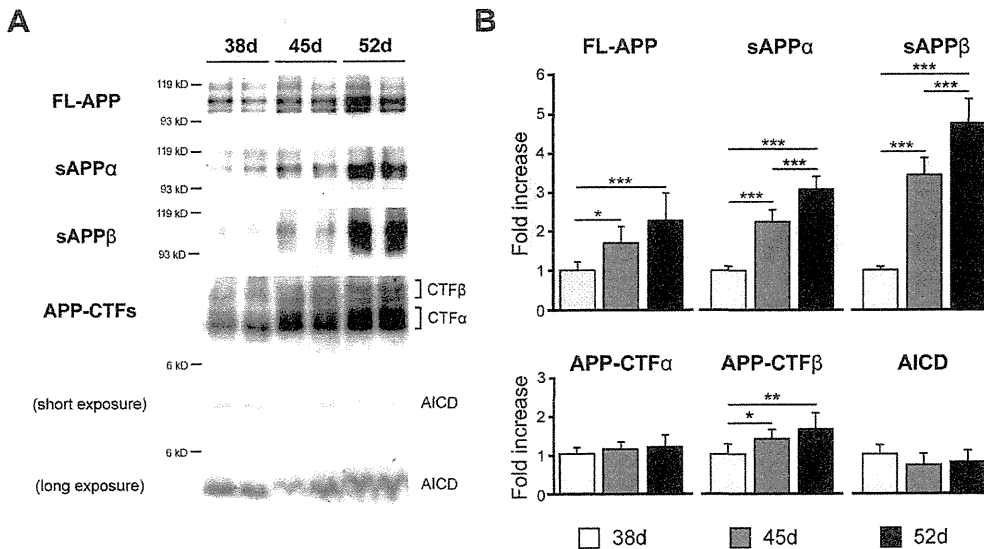 A
38d 45d 52d
FL-APP
119 kD
93 kD
sAPPα
119 kD
93 kD
sAPPβ
119 kD
93 kD
APP-CTFs
CTFβ
CTFα
6 kD
(short exposure)
AICD
6 kD
(long exposure)
AICD
B
FL-APP sAPPα sAPPβ
Fold increase
6
5
4
3
2
1
0
* ***
*** *** ***
*** *** ***
APP-CTFα APP-CTFβ AICD
Fold increase
3
2
1
0
* **
38d 45d 52d